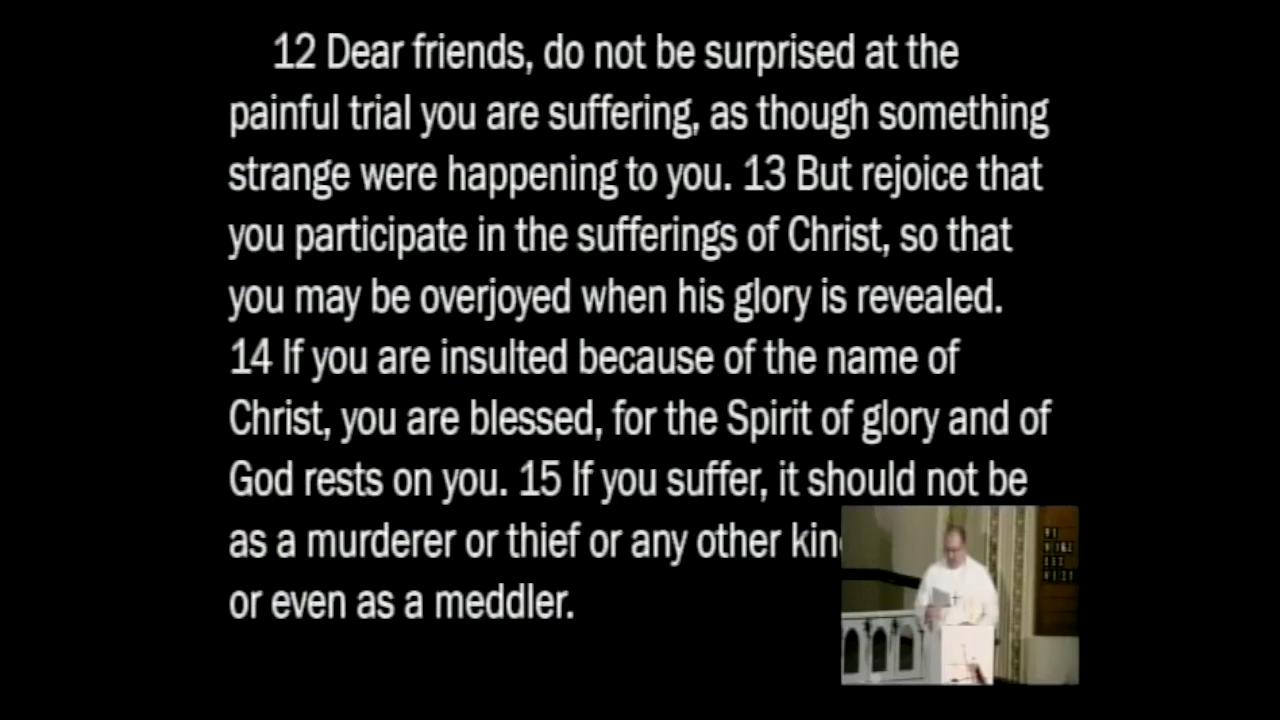 12 Dear friends, do not be surprised at the
painful trial you are suffering, as though something
strange were happening to you. 13 But rejoice that
you participate in the sufferings of Christ, so that
you may be overjoyed when his glory is revealed.
14 If you are insulted because of the name of
Christ, you are blessed, for the Spirit of glory and of
God rests on you. 15 If you suffer, it should not be
as a murderer or thief or any other
or even as a meddler.